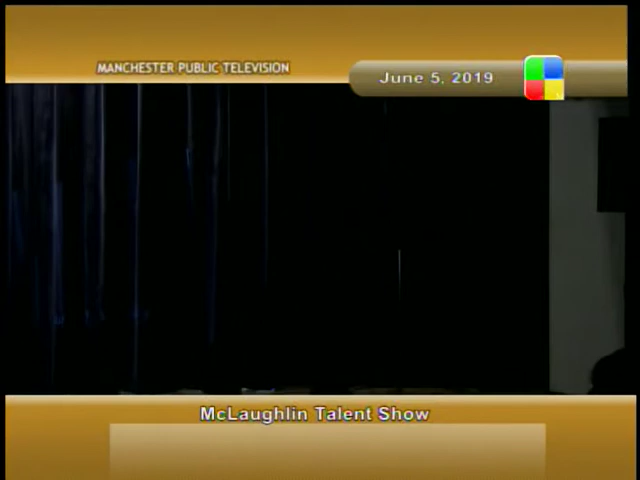 MANCHESTER PUBLIC TELEVISION
June 5, 2019
McLaughlin Talent Show